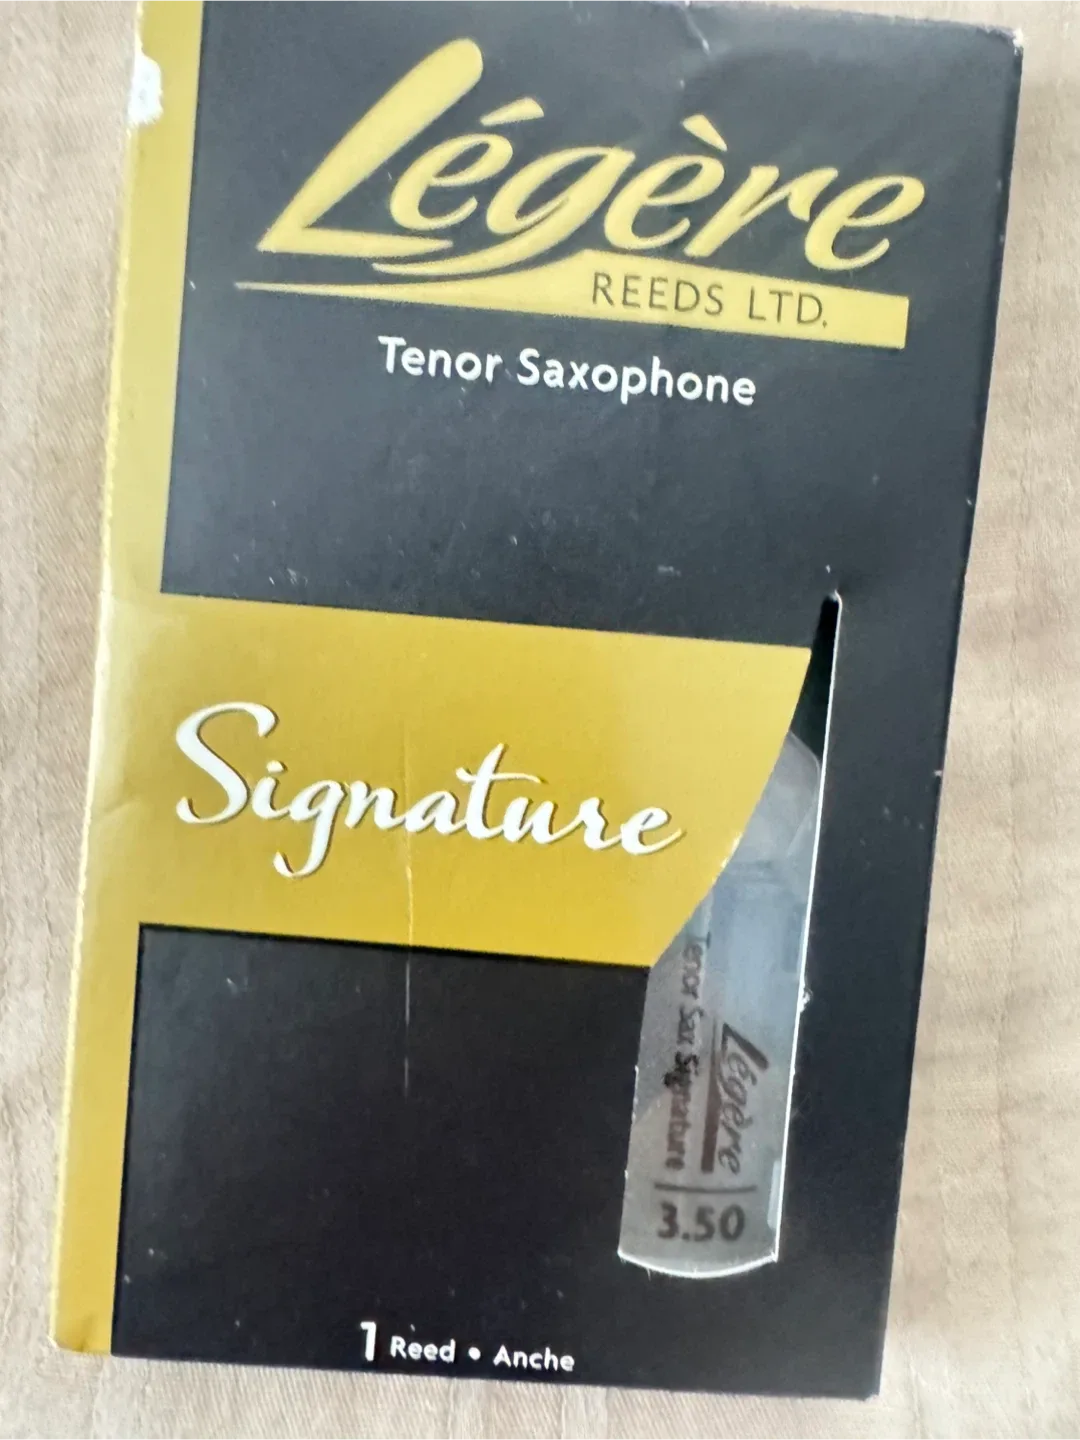 Légère
REEDS LTD.
Tenor Saxophone
Signature
Légère
Tenor Sax Signature
3.50
1 Reed • Anche